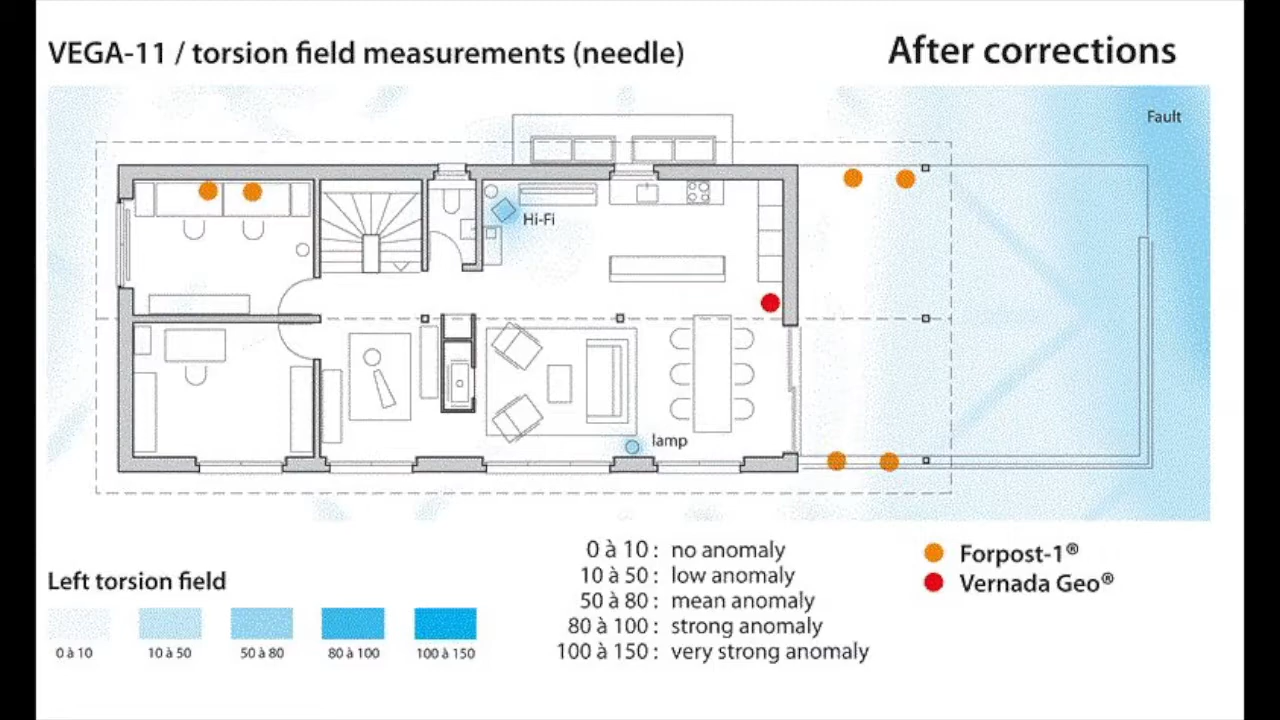 VEGA-11 / torsion field measurements (needle)
After corrections
Fault
Hi-Fi
lamp
Left torsion field
0 à 10
10 à 50
50 à 80
80 à 100
100 à 150
0 à 10 : no anomaly
10 à 50 : low anomaly
50 à 80 : mean anomaly
80 à 100 : strong anomaly
100 à 150 : very strong anomaly
Forpost-1®
Vernada Geo®